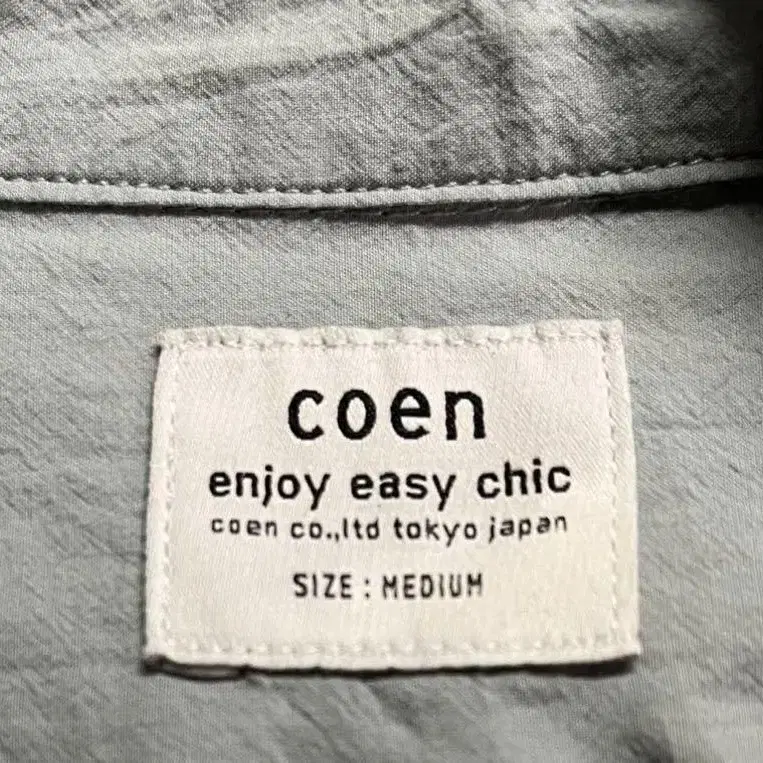 coen
enjoy easy chic
coen co.,ltd tokyo japan
SIZE : MEDIUM